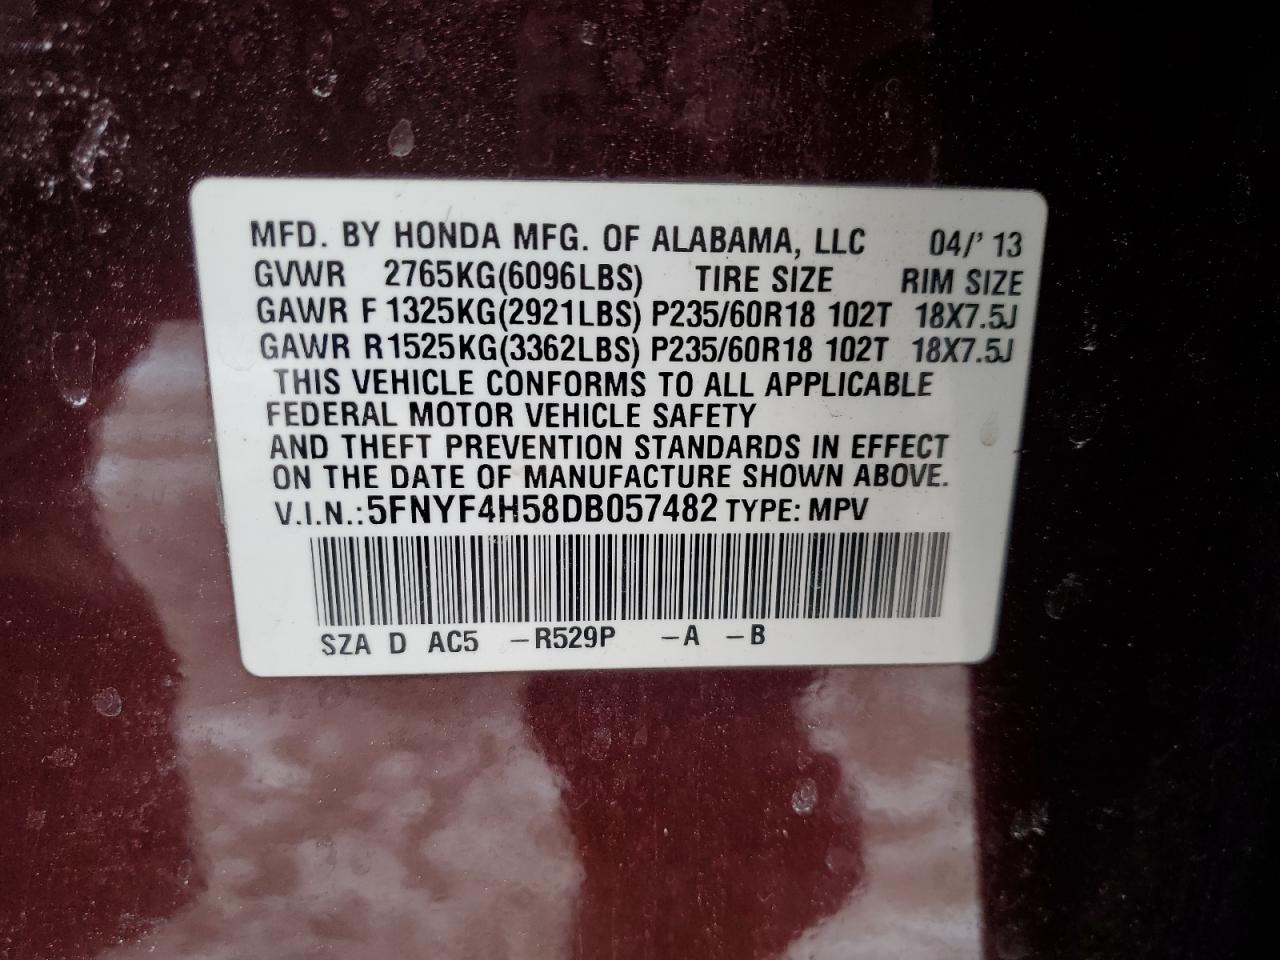 MFD. BY HONDA MFG. OF ALABAMA, LLC 04/' 13
GVWR 2765KG(6096LBS) TIRE SIZE RIM SIZE
GAWR F 1325KG(2921LBS) P235/60R18 102T 18X7.5J
GAWR R 1525KG(3362LBS) P235/60R18 102T 18X7.5J
THIS VEHICLE CONFORMS TO ALL APPLICABLE
FEDERAL MOTOR VEHICLE SAFETY
AND THEFT PREVENTION STANDARDS IN EFFECT
ON THE DATE OF MANUFACTURE SHOWN ABOVE.
V.I.N.: 5FNYF4H58DB057482 TYPE: MPV
SZA D AC5 -R529P -A -B